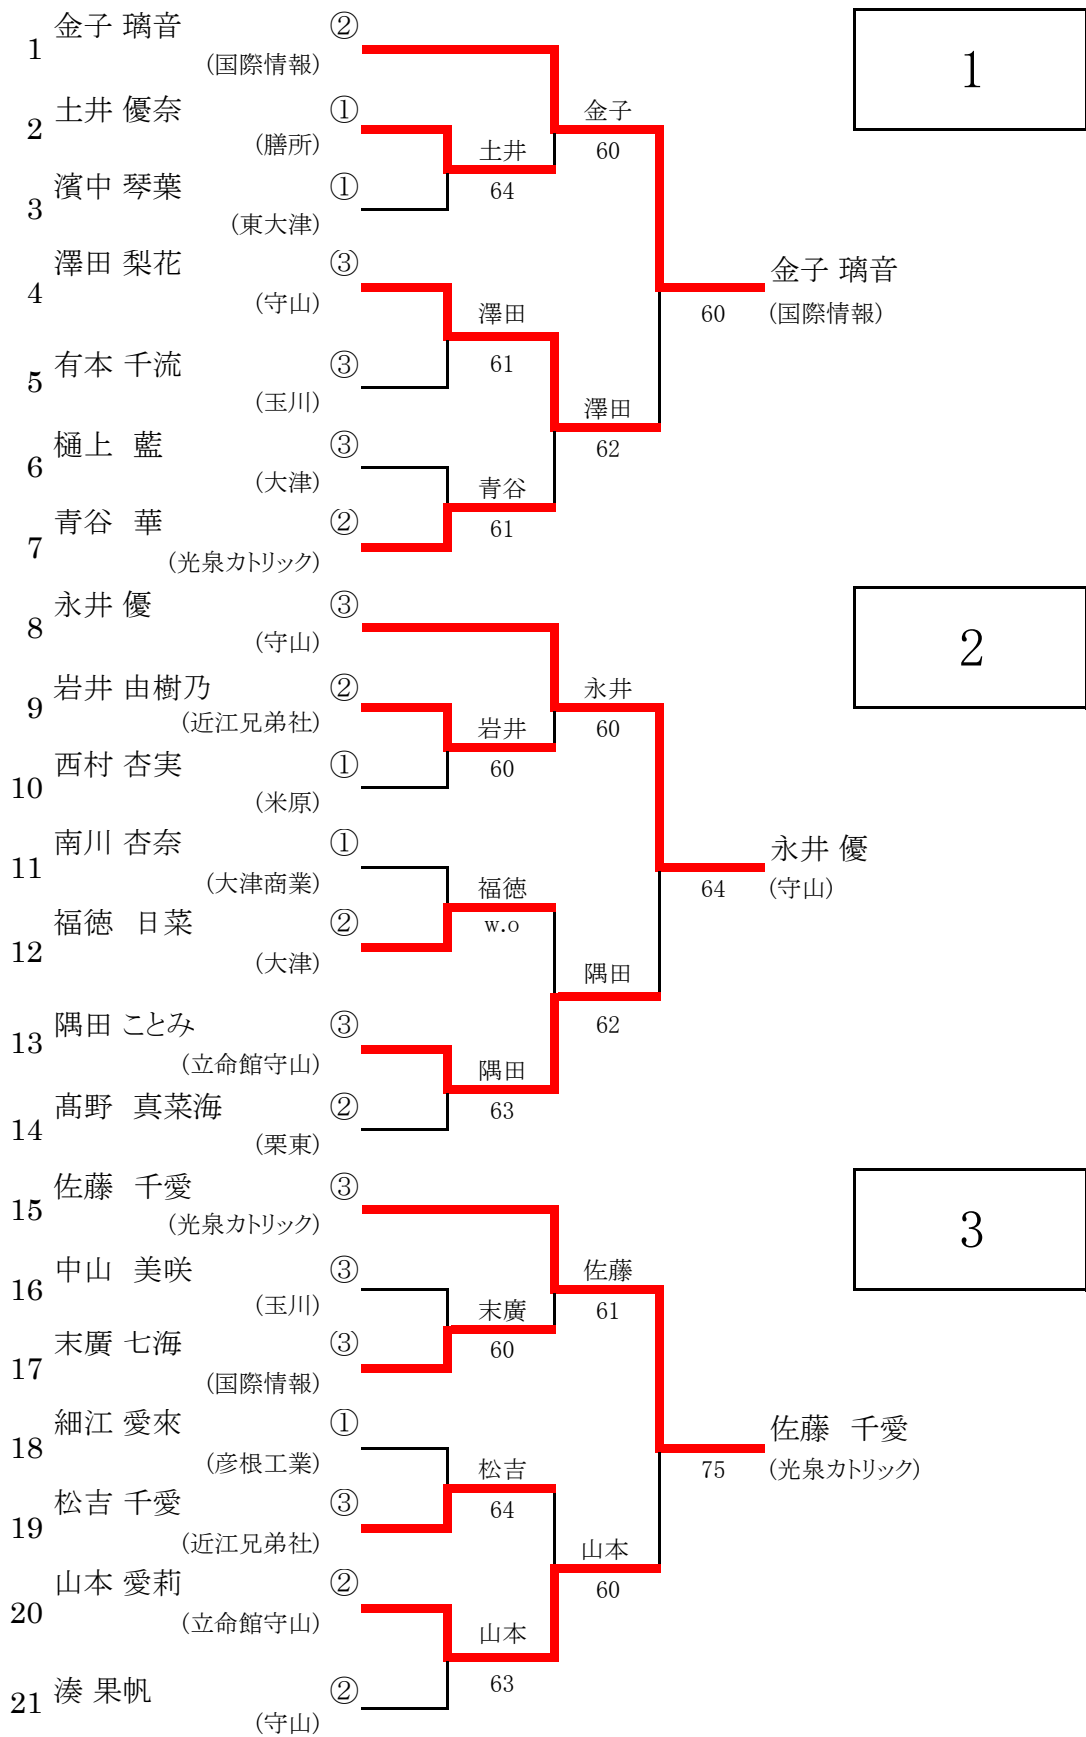 金子 璃音 ②
1
(国際情報)
1
土井 優奈 ①
金子
2
(膳所)
土井
60
濱中 琴葉 ①
64
3
(東大津)
澤田 梨花 ③
金子 璃音
4
(守山)
澤田
60
(国際情報)
有本 千流 ③
61
5
(玉川)
澤田
樋上 藍 ③
62
6
(大津)
青谷
青谷 華 ②
61
7
(光泉カトリック)
永井 優 ③
8
(守山)
2
岩井 由樹乃 ②
永井
9
(近江兄弟社)
岩井
60
西村 杏実 ①
60
10
(米原)
南川 杏奈 ①
永井 優
11
(大津商業)
福徳
64
(守山)
福徳 日菜 ②
w.o
12
(大津)
隅田
隅田 ことみ ③
62
13
(立命館守山)
隅田
髙野 真菜海 ②
63
14
(栗東)
佐藤 千愛 ③
15
(光泉カトリック)
3
中山 美咲 ③
佐藤
16
(玉川)
末廣
61
末廣 七海 ③
60
17
(国際情報)
細江 愛來 ①
佐藤 千愛
18
(彦根工業)
松吉
75
(光泉カトリック)
松吉 千愛 ③
64
19
(近江兄弟社)
山本
山本 愛莉 ②
60
20
(立命館守山)
山本
湊 果帆 ②
63
21
(守山)